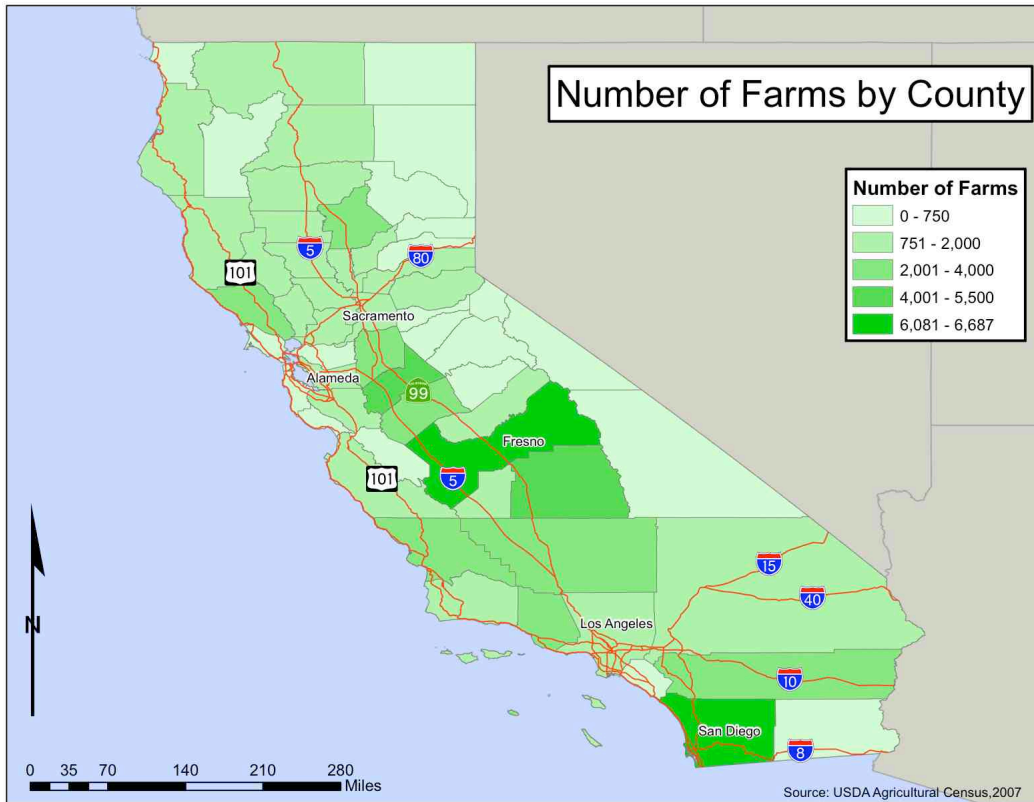 Number of Farms by County
Number of Farms
0 - 750
751 - 2,000
2,001 - 4,000
4,001 - 5,500
6,081 - 6,687
5
80
101
Sacramento
Alameda
99
Fresno
101
5
15
40
Los Angeles
10
San Diego
8
N
0 35 70 140 210 280
Miles
Source: USDA Agricultural Census,2007